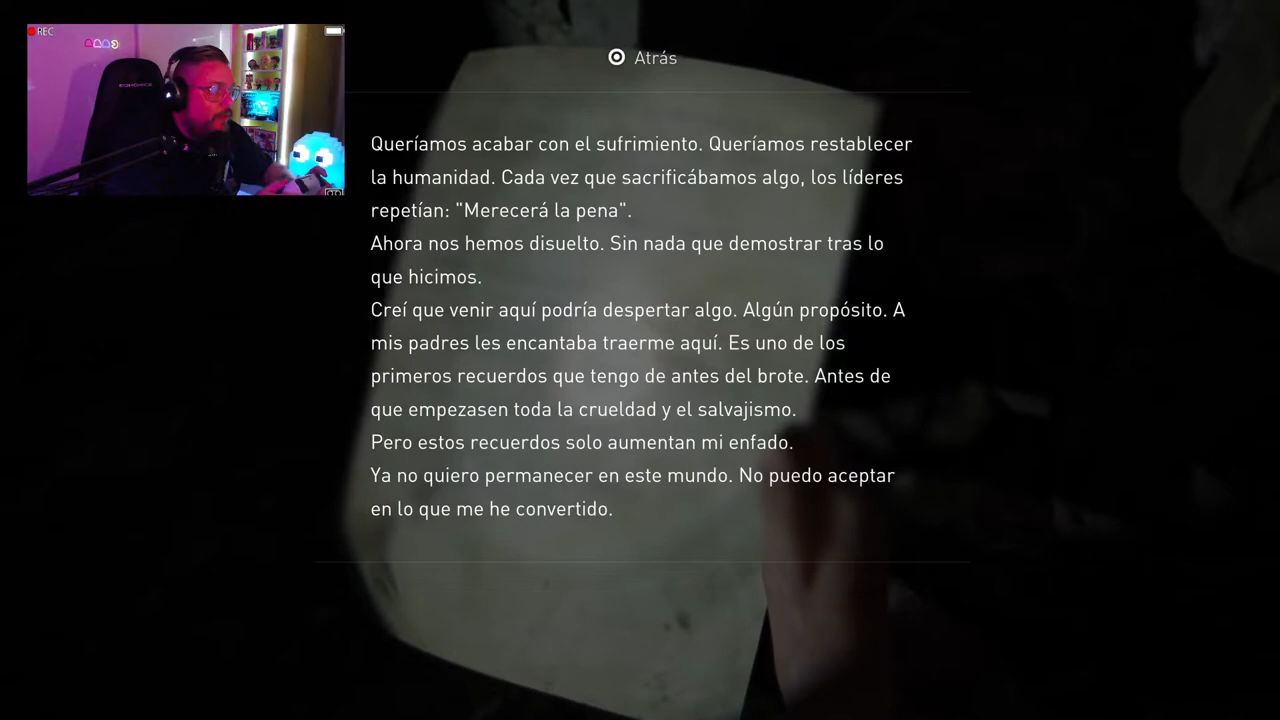 REC
Atrás
Queríamos acabar con el sufrimiento. Queríamos restablecer
la humanidad. Cada vez que sacrificábamos algo, los líderes
repetían: "Merecerá la pena".
Ahora nos hemos disuelto. Sin nada que demostrar tras lo
que hicimos.
Creí que venir aquí podría despertar algo. Algún propósito. A
mis padres les encantaba traerme aquí. Es uno de los
primeros recuerdos que tengo de antes del brote. Antes de
que empezasen toda la crueldad y el salvajismo.
Pero estos recuerdos solo aumentan mi enfado.
Ya no quiero permanecer en este mundo. No puedo aceptar
en lo que me he convertido.